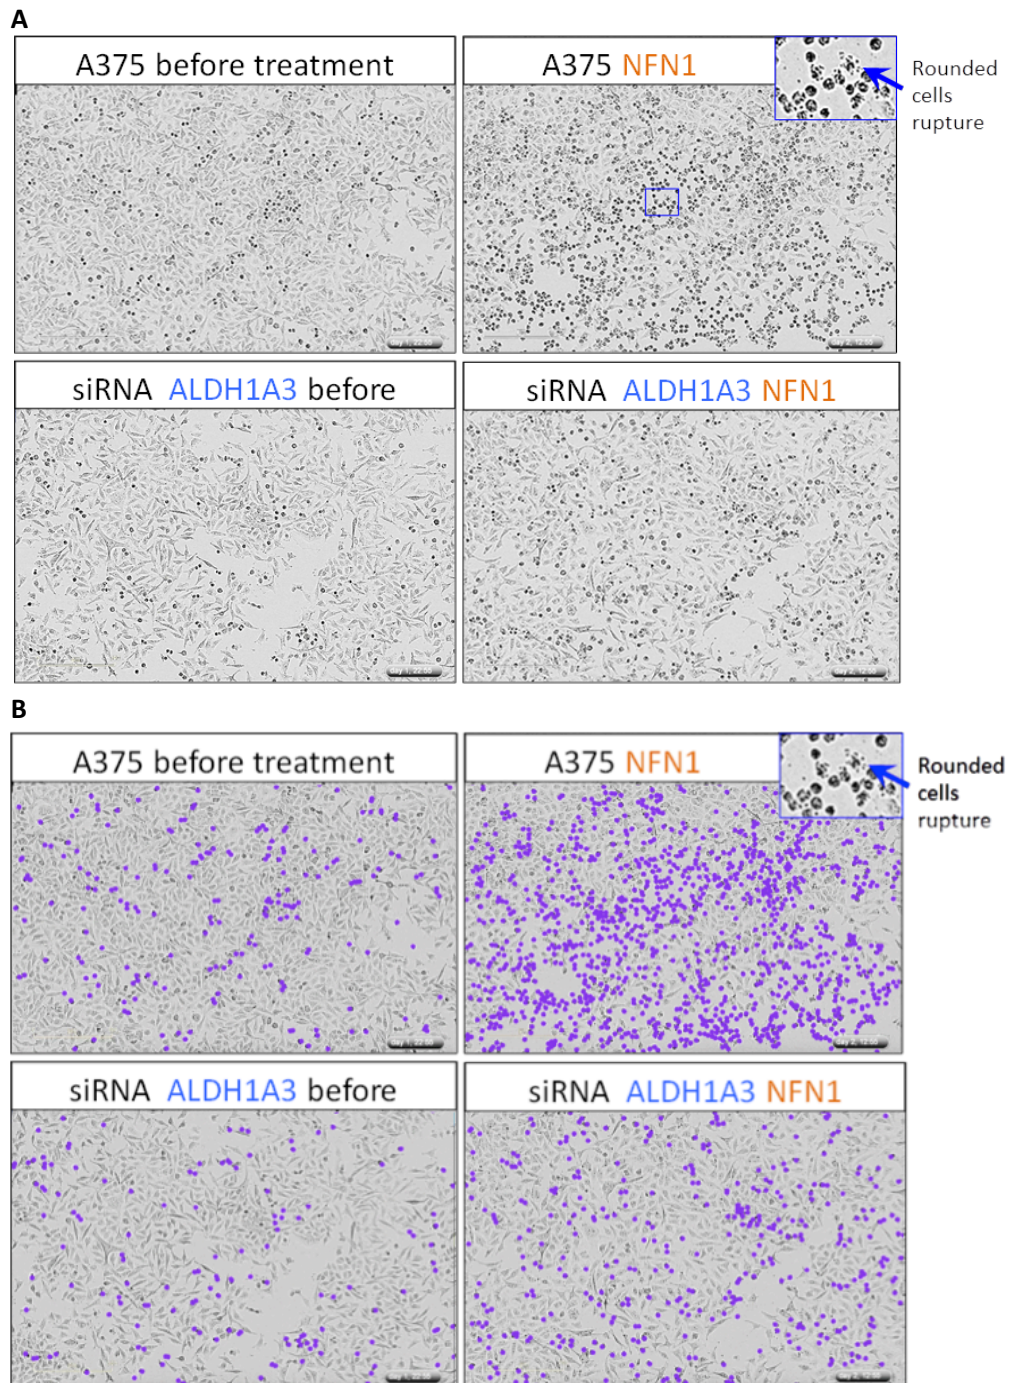 A
A375 before treatment
A375 NFN1
Rounded
cells
rupture
siRNA ALDH1A3 before
siRNA ALDH1A3 NFN1
B
A375 before treatment
A375 NFN1
Rounded
cells
rupture
siRNA ALDH1A3 before
siRNA ALDH1A3 NFN1